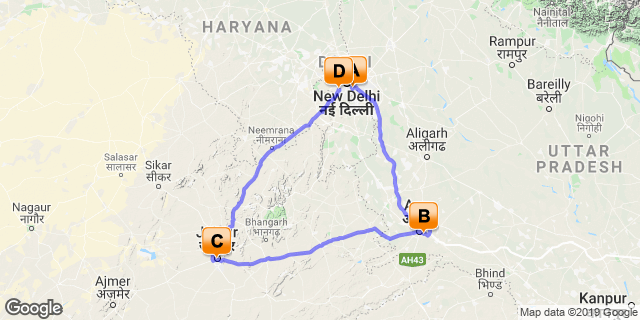 HARYANA
Nainital
नैनीताल
Rampur
रामपुर
D
A
New Delhi
नई दिल्ली
Bareilly
बरेली
Neemrana
नीमराना
Aligarh
अलीगढ़
Nigohi
निगोही
Salasar
सालासर
Sikar
सीकर
UTTAR
PRADESH
Nagaur
नागौर
B
Bhangarh
भानगढ़
C
AH43
Bhind
भिण्ड
Ajmer
अजमेर
Kanpur
Google
Map data ©2019 Google